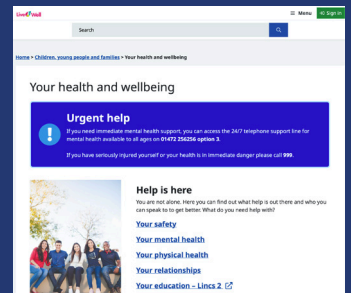 Live Well
Menu
Sign in
Search
Home > Children, young people and families > Your health and wellbeing
Your health and wellbeing
Urgent help
If you need immediate mental health support, you can access the 24/7 telephone support line for
mental health available to all ages on 01472 256256 option 3.
If you have seriously injured yourself or your health is in immediate danger please call 999.
Help is here
You are not alone. Here you can find out what help is out there and who you
can speak to to get better. What do you need help with?
Your safety
Your mental health
Your physical health
Your relationships
Your education – Lincs 2